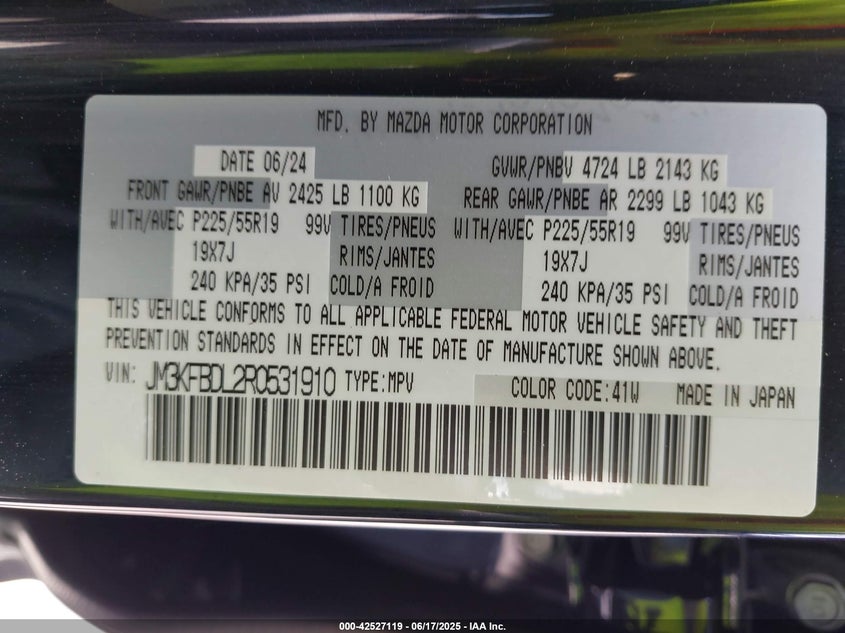 MFD. BY MAZDA MOTOR CORPORATION
DATE 06/24 GVWR/PNBV 4724 LB 2143 KG
FRONT GAWR/PNBE AV 2425 LB 1100 KG REAR GAWR/PNBE AR 2299 LB 1043 KG
WITH/AVEC P225/55R19 99V TIRES/PNEUS WITH/AVEC P225/55R19 99V TIRES/PNEUS
19X7J RIMS/JANTES 19X7J RIMS/JANTES
240 KPA/35 PSI COLD/A FROID 240 KPA/35 PSI COLD/A FROID
THIS VEHICLE CONFORMS TO ALL APPLICABLE FEDERAL MOTOR VEHICLE SAFETY AND THEFT
PREVENTION STANDARDS IN EFFECT ON THE DATE OF MANUFACTURE SHOWN ABOVE.
VIN: JM3KFBDL2R0531910 TYPE:MPV COLOR CODE:41W MADE IN JAPAN
000-42527119 - 06/17/2025 - IAA Inc.